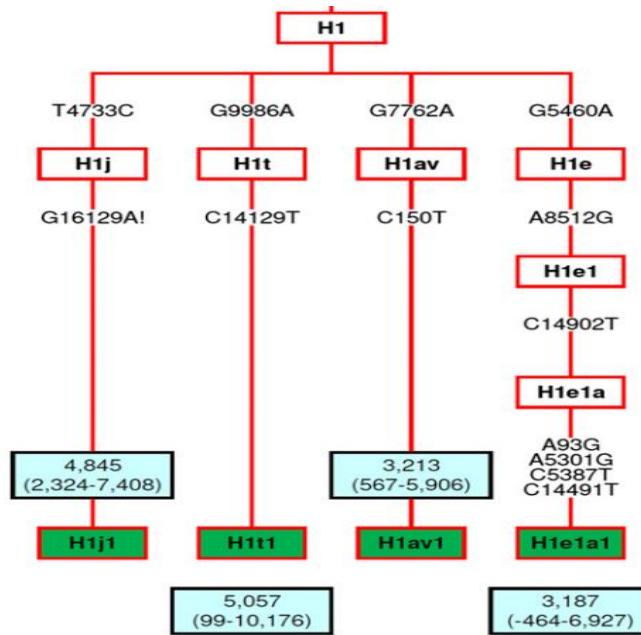 H1
T4733C G9986A G7762A G5460A
H1j H1t H1av H1e
G16129A! C14129T C150T A8512G
H1e1
C14902T
H1e1a
A93G
A5301G
C5387T
C14491T
4,845
(2,324-7,408)
3,213
(567-5,906)
H1j1 H1t1 H1av1 H1e1a1
5,057
(99-10,176)
3,187
(-464-6,927)